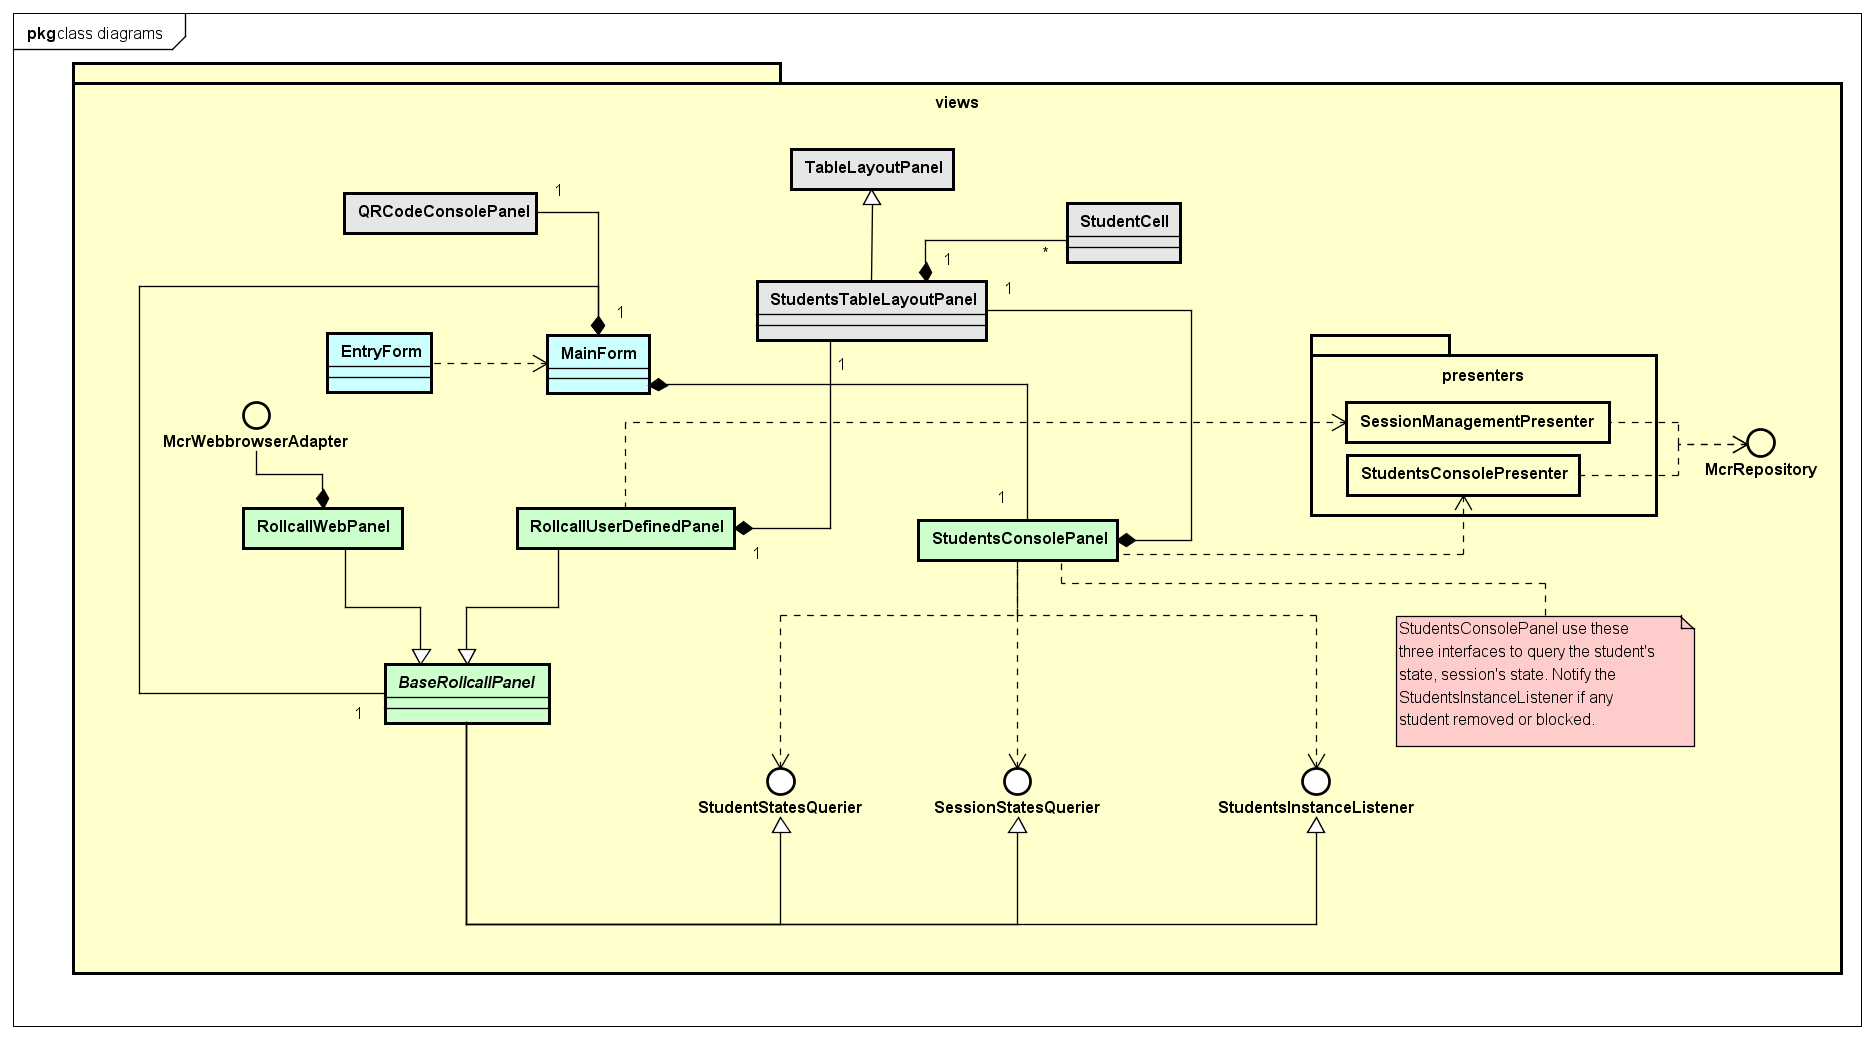 pkg class diagrams
views
TableLayoutPanel
1
QRCodeConsolePanel
StudentCell
*
1
1
StudentsTableLayoutPanel
1
EntryForm
MainForm
1
presenters
SessionManagementPresenter
McrWebbrowserAdapter
McrRepository
StudentsConsolePresenter
1
RollcallWebPanel
RollcallUserDefinedPanel
1
StudentsConsolePanel
StudentsConsolePanel use these
three interfaces to query the student's
state, session's state. Notify the
StudentsInstanceListener if any
student removed or blocked.
BaseRollcallPanel
1
StudentStatesQuerier
SessionStatesQuerier
StudentsInstanceListener